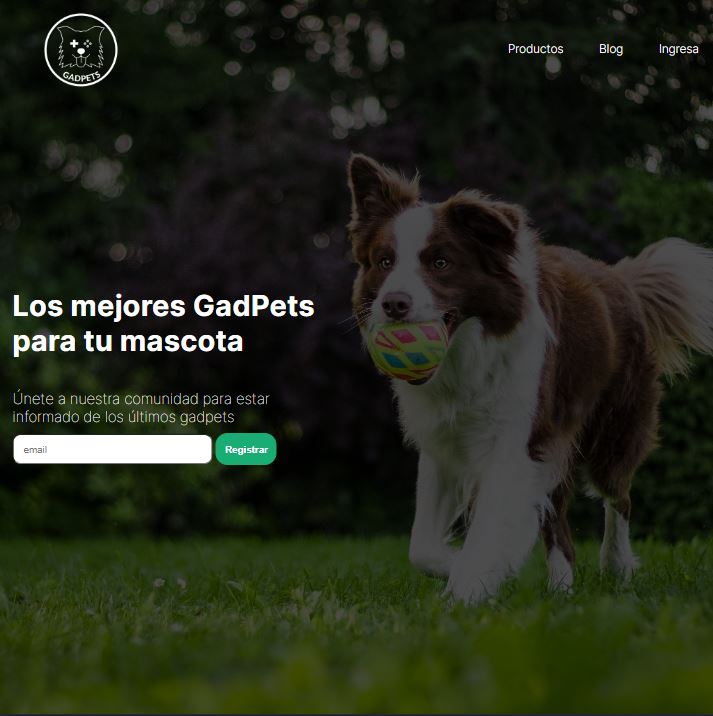 GADPETS
Productos Blog Ingresa
Los mejores GadPets
para tu mascota
Únete a nuestra comunidad para estar
informado de los últimos gadpets
email Registrar